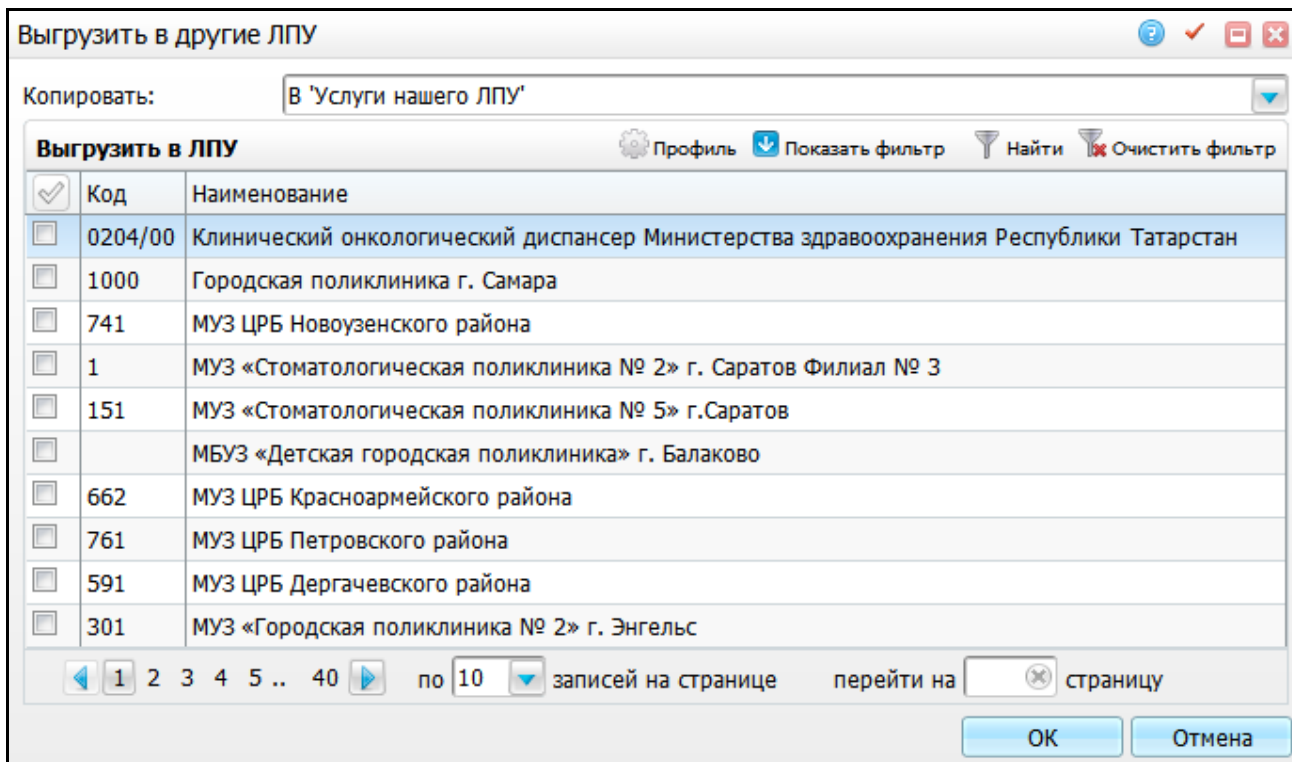 Выгрузить в другие ЛПУ
Копировать: В 'Услуги нашего ЛПУ'
Выгрузить в ЛПУ Профиль Показать фильтр Найти Очистить фильтр
Код Наименование
0204/00 Клинический онкологический диспансер Министерства здравоохранения Республики Татарстан
1000 Городская поликлиника г. Самара
741 МУЗ ЦРБ Новоузенского района
1 МУЗ «Стоматологическая поликлиника № 2» г. Саратов Филиал № 3
151 МУЗ «Стоматологическая поликлиника № 5» г.Саратов
МБУЗ «Детская городская поликлиника» г. Балаково
662 МУЗ ЦРБ Красноармейского района
761 МУЗ ЦРБ Петровского района
591 МУЗ ЦРБ Дергачевского района
301 МУЗ «Городская поликлиника № 2» г. Энгельс
1 2 3 4 5 .. 40 по 10 записей на странице перейти на страницу
ОК Отмена